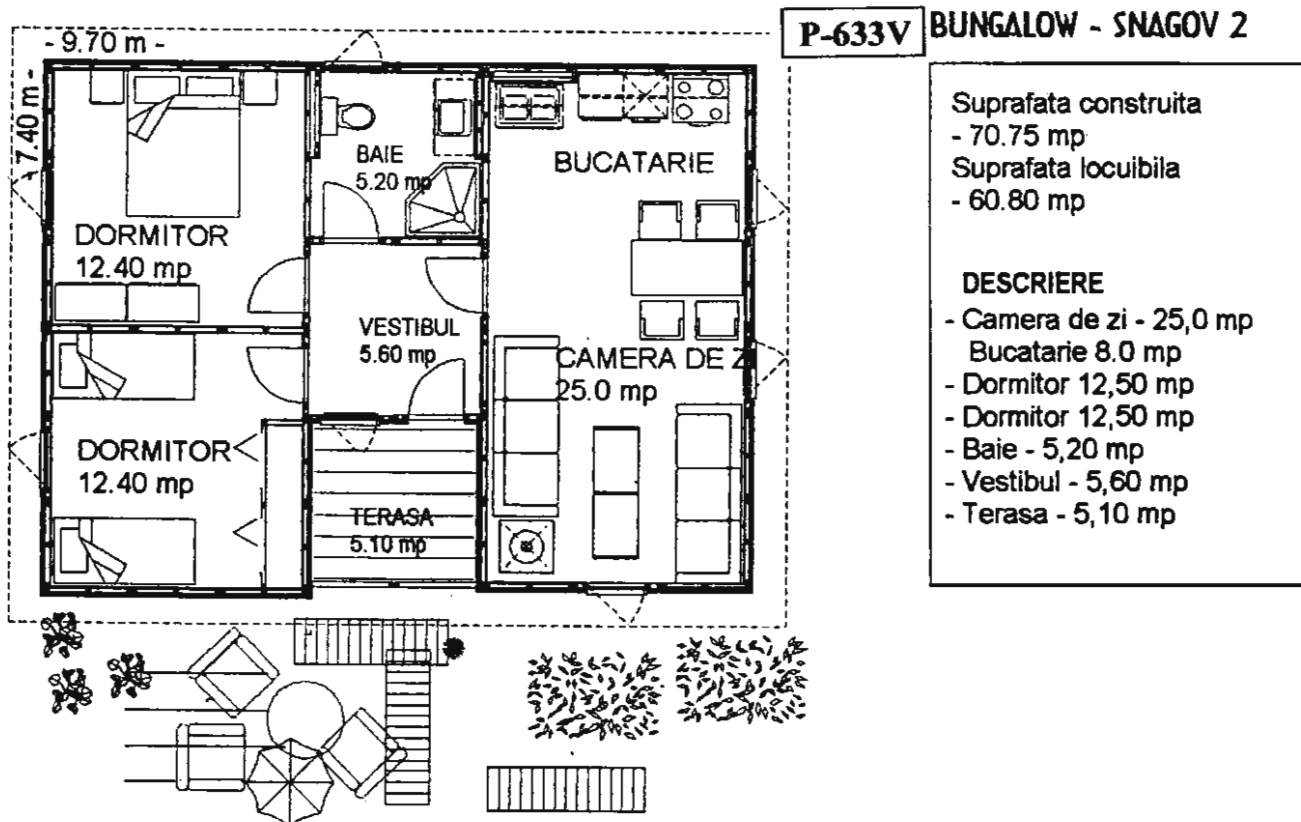 P-633V BUNGALOW - SNAGOV 2
- 9.70 m -
- 7.40 m -
BAIE
5.20 mp
BUCATARIE
DORMITOR
12.40 mp
VESTIBUL
5.60 mp
CAMERA DE ZI
25.0 mp
DORMITOR
12.40 mp
TERASA
5.10 mp
Suprafata construita
- 70.75 mp
Suprafata locuibila
- 60.80 mp
DESCRIERE
- Camera de zi - 25,0 mp
Bucatarie 8.0 mp
- Dormitor 12,50 mp
- Dormitor 12,50 mp
- Baie - 5,20 mp
- Vestibul - 5,60 mp
- Terasa - 5,10 mp